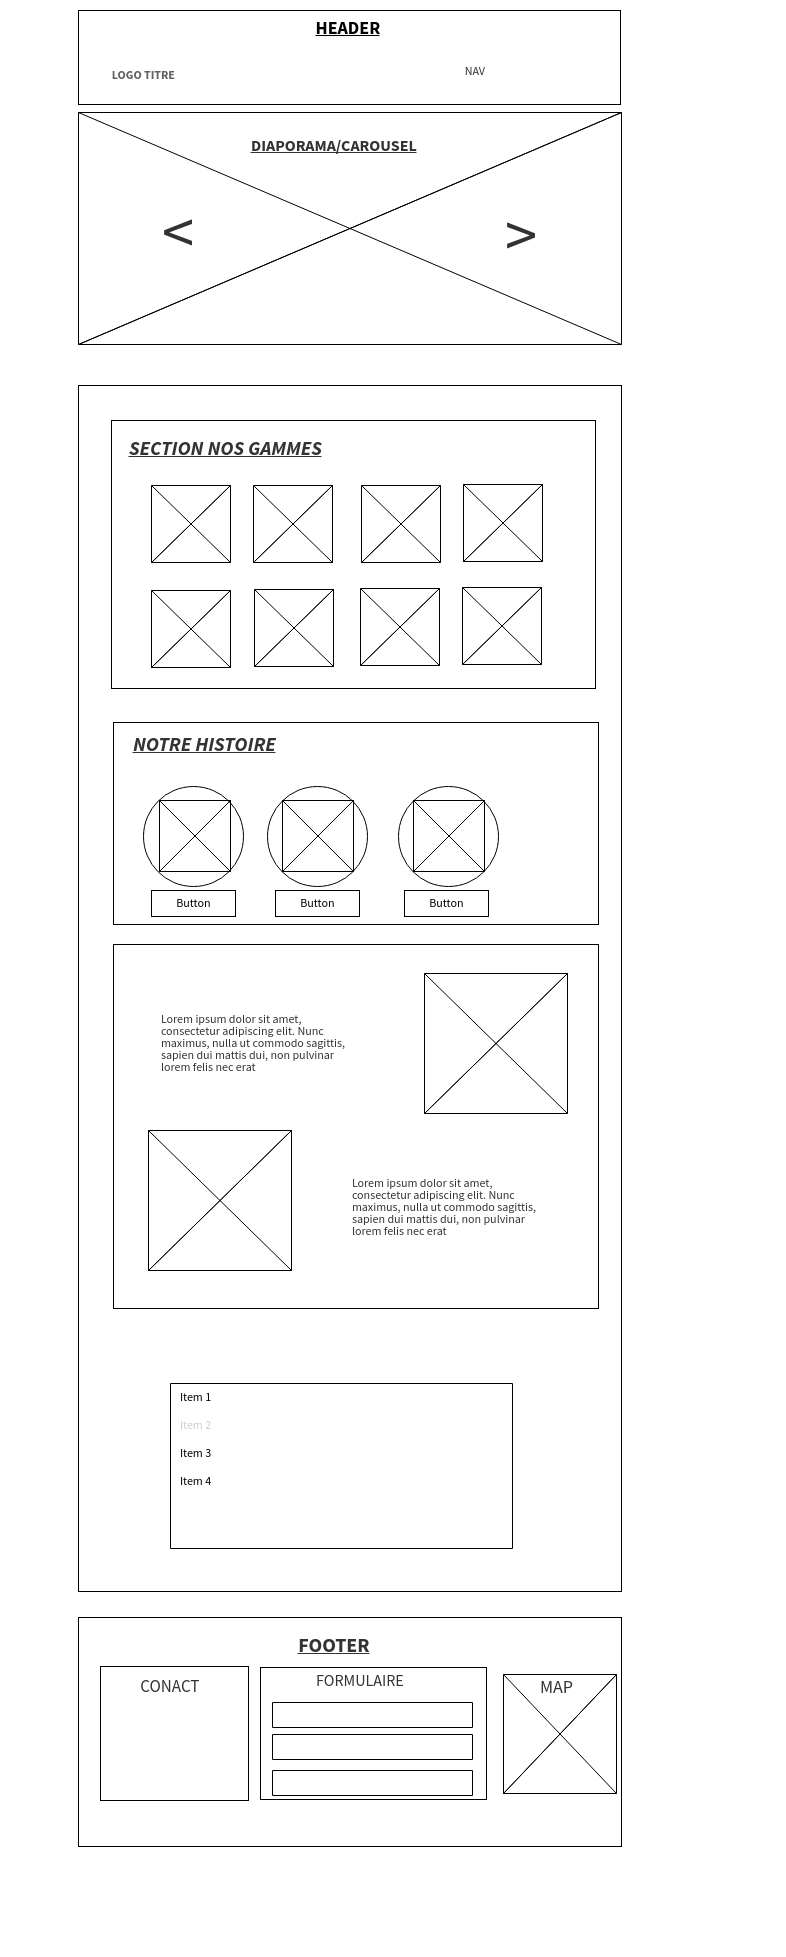 HEADER
LOGO TITRE
NAV
DIAPORAMA/CAROUSEL
<
>
SECTION NOS GAMMES
NOTRE HISTOIRE
Button
Button
Button
Lorem ipsum dolor sit amet,
consectetur adipiscing elit. Nunc
maximus, nulla ut commodo sagittis,
sapien dui mattis dui, non pulvinar
lorem felis nec erat
Lorem ipsum dolor sit amet,
consectetur adipiscing elit. Nunc
maximus, nulla ut commodo sagittis,
sapien dui mattis dui, non pulvinar
lorem felis nec erat
Item 1
Item 2
Item 3
Item 4
FOOTER
CONACT
FORMULAIRE
MAP